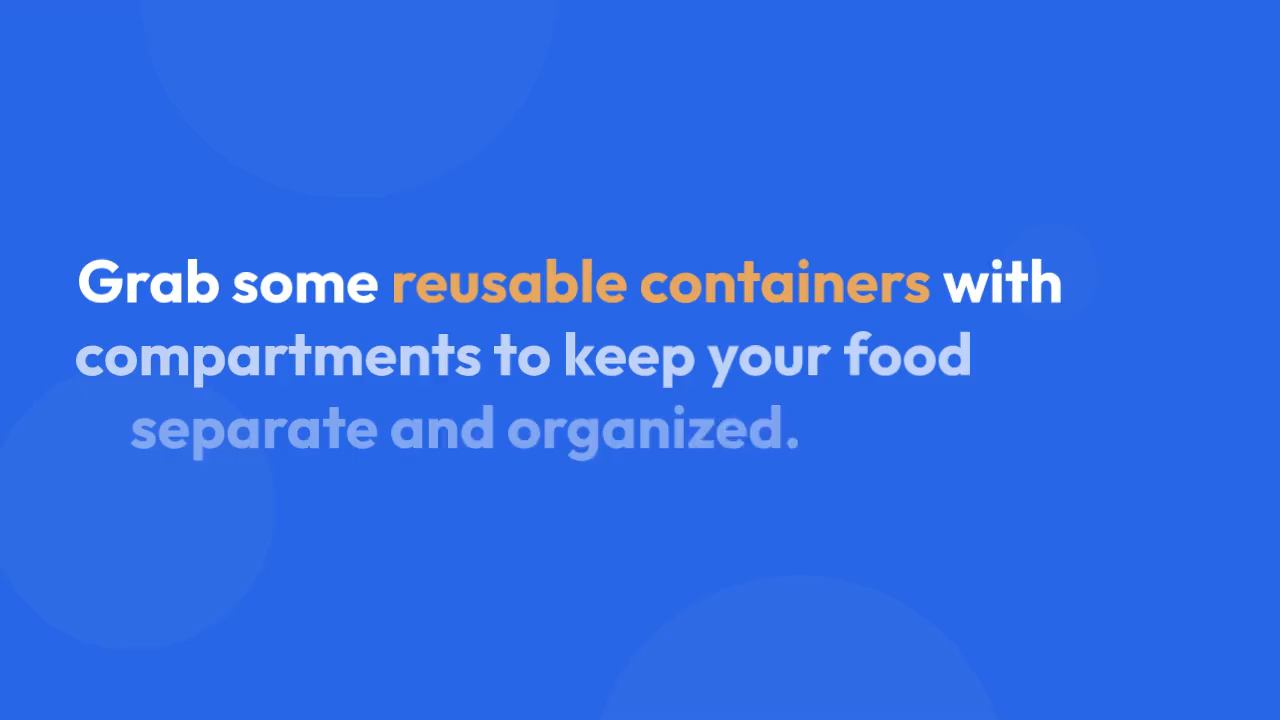 Grab some reusable containers with
compartments to keep your food
separate and organized.